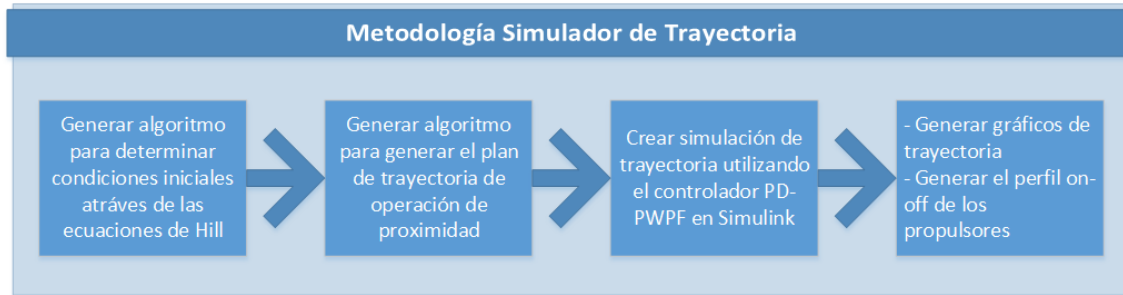 Metodología Simulador de Trayectoria
Generar algoritmo
para determinar
condiciones iniciales
atráves de las
ecuaciones de Hill
Generar algoritmo
para generar el plan
de trayectoria de
operación de
proximidad
Crear simulación de
trayectoria utilizando
el controlador PD-
PWPF en Simulink
- Generar gráficos de
trayectoria
- Generar el perfil on-
off de los
propulsores